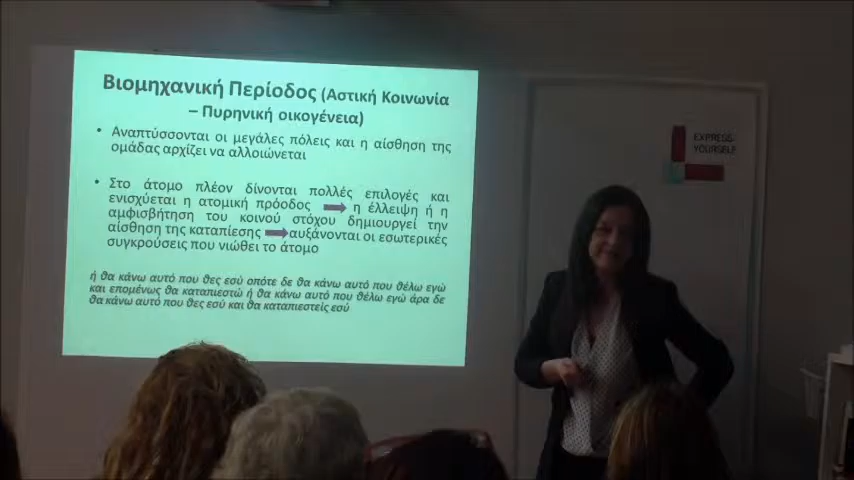 Βιομηχανική Περίοδος (Αστική Κοινωνία
– Πυρηνική οικογένεια)
• Αναπτύσσονται οι μεγάλες πόλεις και η αίσθηση της
ομάδας αρχίζει να αλλοιώνεται
• Στο άτομο πλέον δίνονται πολλές επιλογές και
ενισχύεται η ατομική πρόοδος ➡ η έλλειψη ή η
αμφισβήτηση του κοινού στόχου δημιουργεί την
αίσθηση της καταπίεσης ➡αυξάνονται οι εσωτερικές
συγκρούσεις που νιώθει το άτομο
ή θα κάνω αυτό που θες εσύ οπότε δε θα κάνω αυτό που θέλω εγώ
και επομένως θα καταπιεστώ ή θα κάνω αυτό που θέλω εγώ άρα δε
θα κάνω αυτό που θες εσύ και θα καταπιεστείς εσύ
EXPRESS-
YOURSELF